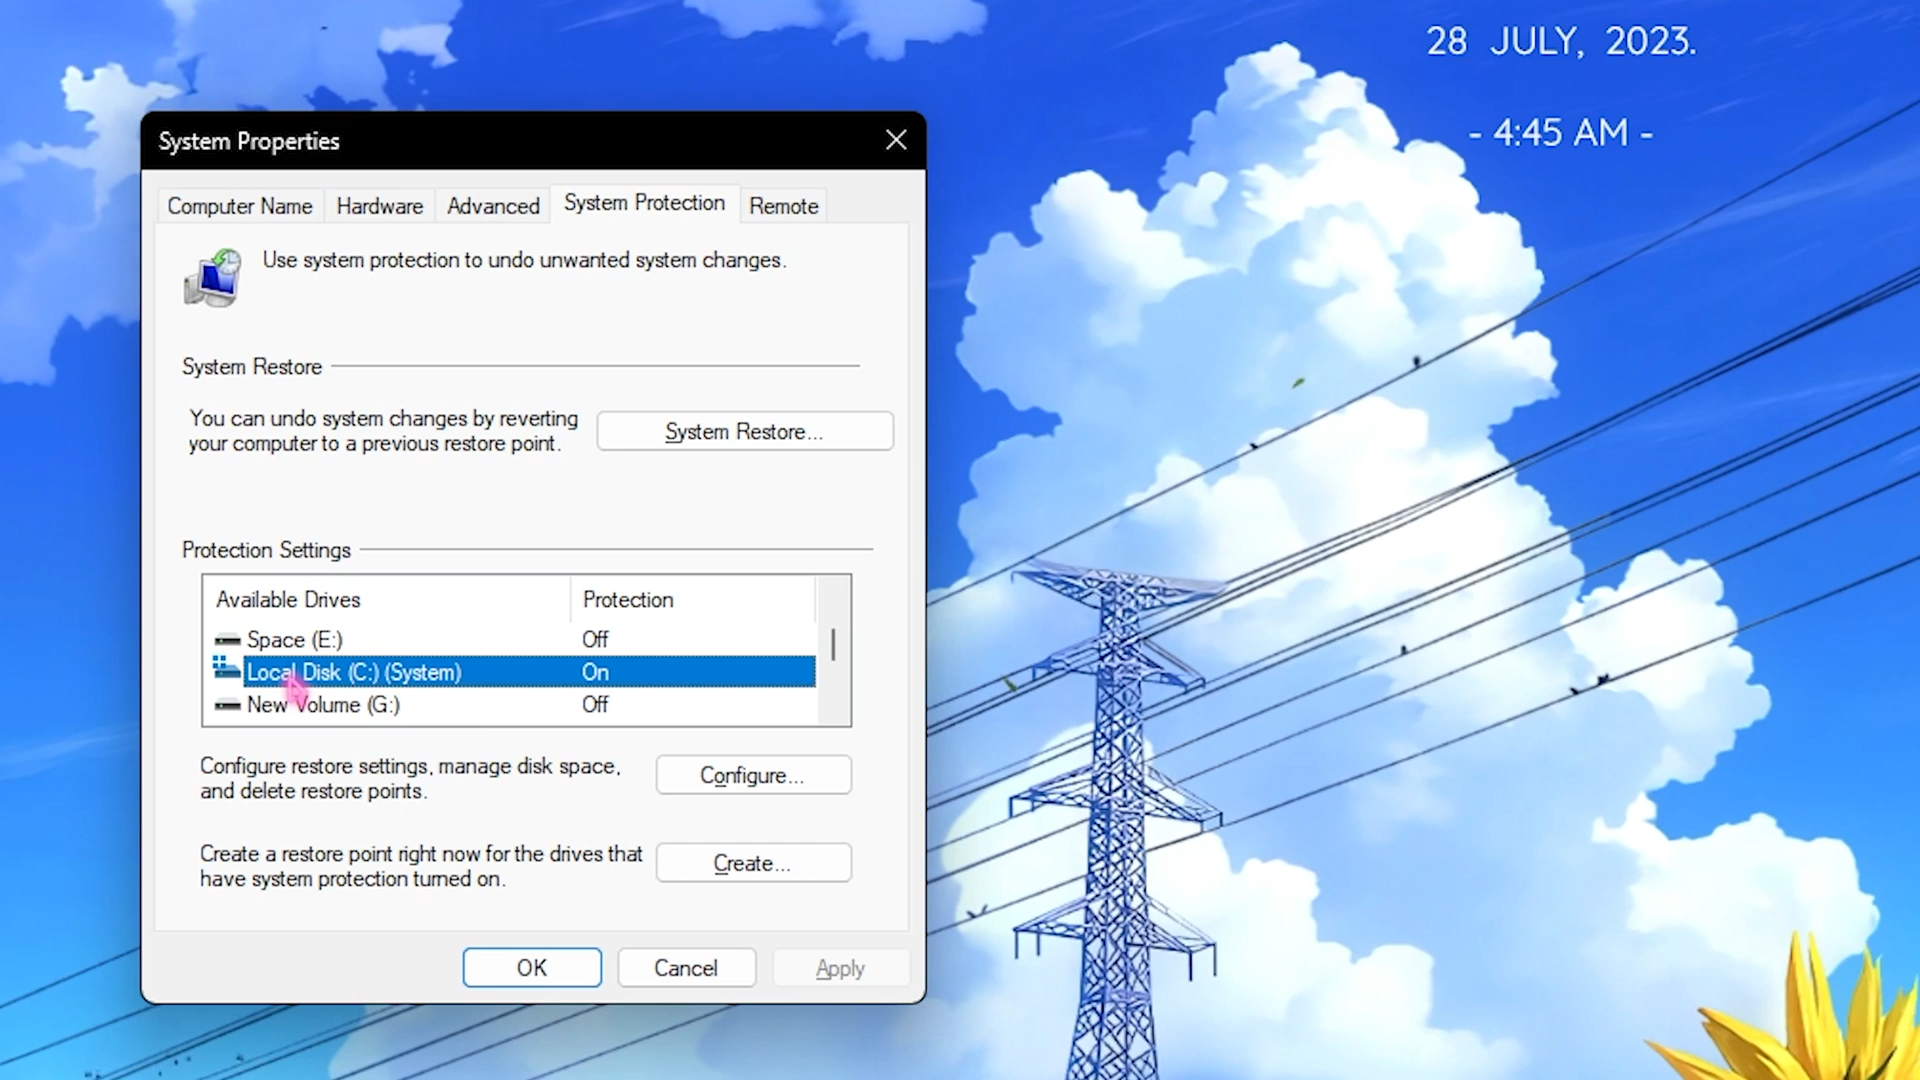 28 JULY, 2023.
- 4:45 AM -
System Properties
Computer Name
Hardware
Advanced
System Protection
Remote
Use system protection to undo unwanted system changes.
System Restore
You can undo system changes by reverting
your computer to a previous restore point.
System Restore...
Protection Settings
Available Drives
Protection
Space (E:)
Off
Local Disk (C:) (System)
On
New Volume (G:)
Off
Configure restore settings, manage disk space,
and delete restore points.
Configure...
Create a restore point right now for the drives that
have system protection turned on.
Create...
OK
Cancel
Apply